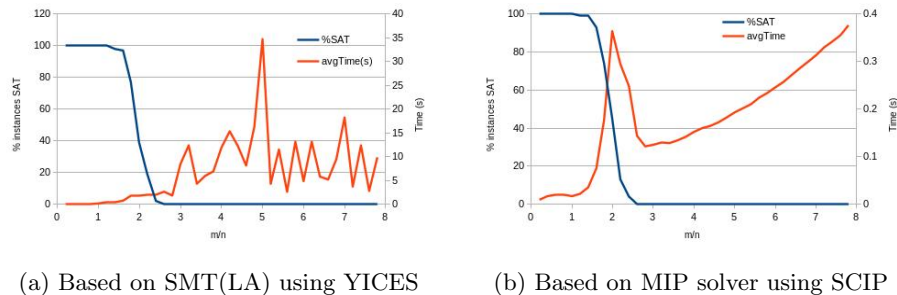 120
100
80
60
40
20
0
% instances SAT
%SAT
avgTime(s)
40
35
30
25
20
15
10
5
0
Time (s)
0 1 2 3 4 5 6 7 8
m/n
(a) Based on SMT(LA) using YICES
100
80
60
40
20
0
% instances SAT
%SAT
avgTime
0.4
0.3
0.2
0.1
0
Time (s)
0 1 2 3 4 5 6 7 8
m/n
(b) Based on MIP solver using SCIP